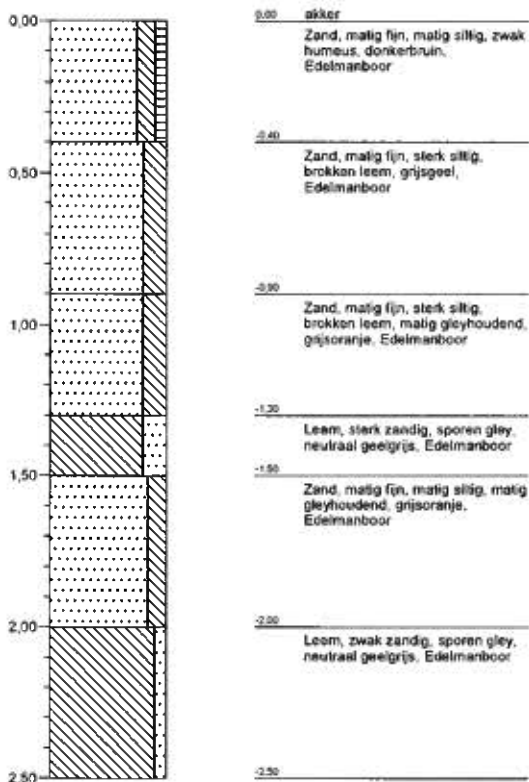 0,00
0,50
1,00
1,50
2,00
2,50
0.00 akker
Zand, matig fijn, matig siltig, zwak
humeus, donkerbruin,
Edelmanboor
-0,40
Zand, matig fijn, sterk siltig,
brokken leem, grijsgeel,
Edelmanboor
-0,90
Zand, matig fijn, sterk siltig,
brokken leem, matig gleyhoudend,
grijsoranje, Edelmanboor
-1,30
Leem, sterk zandig, sporen gley,
neutraal geelgrijs, Edelmanboor
-1,50
Zand, matig fijn, matig siltig, matig
gleyhoudend, grijsoranje,
Edelmanboor
-2,00
Leem, zwak zandig, sporen gley,
neutraal geelgrijs, Edelmanboor
-2,50